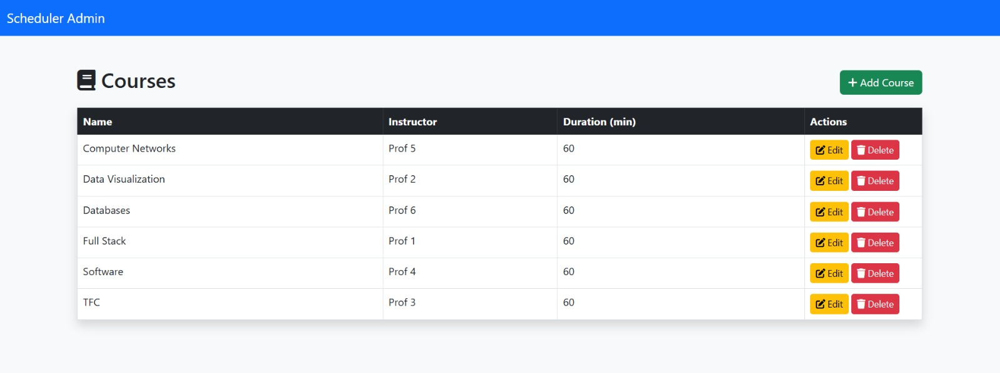 Scheduler Admin
Courses
Add Course
Name Instructor Duration (min) Actions
Computer Networks Prof 5 60 Edit Delete
Data Visualization Prof 2 60 Edit Delete
Databases Prof 6 60 Edit Delete
Full Stack Prof 1 60 Edit Delete
Software Prof 4 60 Edit Delete
TFC Prof 3 60 Edit Delete